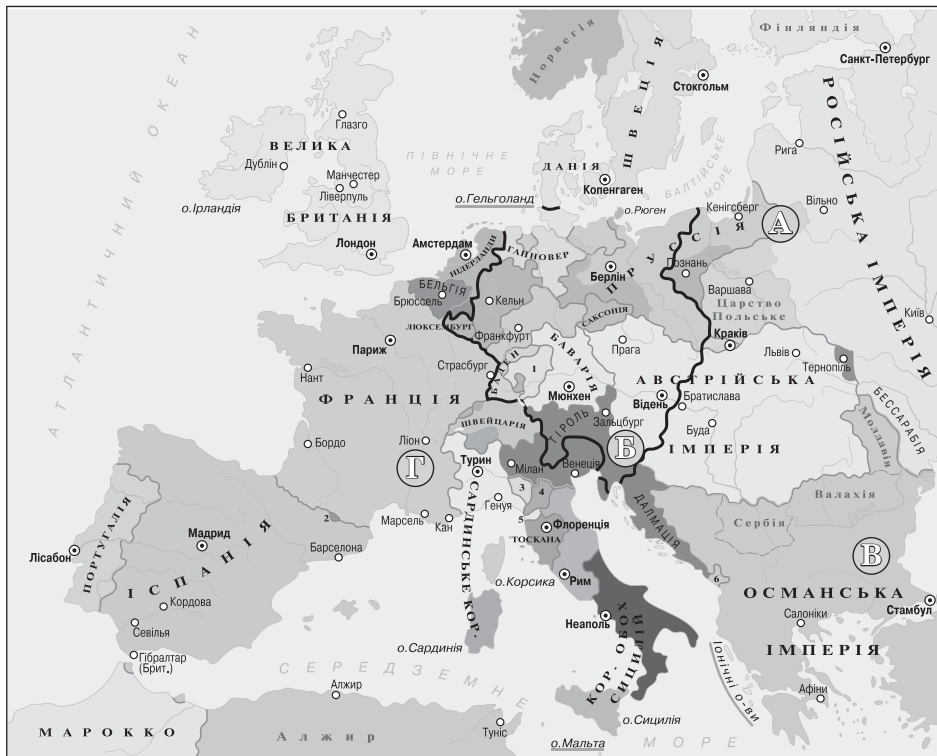 АТЛАНТИЧНИЙ ОКЕАН
Норвегія
ШВЕЦІЯ
Фінляндія
Санкт-Петербург
Стокгольм
РОСІЙСЬКА ІМПЕРІЯ
Глазго
ВЕЛИКА
БРИТАНІЯ
Дублін
Манчестер
Ліверпуль
о.Ірландія
Лондон
ПІВНІЧНЕ
МОРЕ
ДАНІЯ
Копенгаген
БАЛТІЙСЬКЕ
МОРЕ
Рига
о.Гельголанд
о.Рюген
Кенігсберг
Вільно
А
Амстердам
НІДЕРЛАНДИ
ГАННОВЕР
Берлін
ПРУССІЯ
Познань
Варшава
Царство
Польське
БЕЛЬГІЯ
Брюссель
Кельн
САКСОНІЯ
Київ
ЛЮКСЕМБУРГ
Франкфурт
Краків
Париж
Прага
Львів
Тернопіль
Страсбург
БАДЕН
1
БАВАРІЯ
Нант
Мюнхен
АВСТРІЙСЬКА
ІМПЕРІЯ
Відень
Братислава
ФРАНЦІЯ
Зальцбург
Буда
БЕССАРАБІЯ
Молдавія
ШВЕЙЦАРІЯ
ТІРОЛЬ
Бордо
Ліон
Г
Б
Турин
Мілан
Венеція
3
4
Валахія
САРДИНСЬКЕ КОР.
Генуя
ДАЛМАЦІЯ
Сербія
2
Марсель
Кан
5
Флоренція
ТОСКАНА
В
ПОРТУГАЛІЯ
Мадрид
ІСПАНІЯ
Лісабон
Барселона
о.Корсика
Рим
6
ОСМАНСЬКА
ІМПЕРІЯ
Стамбул
Кордова
Севілья
Неаполь
КОР. ОБОХ
СИЦИЛІЙ
Салоніки
Гібралтар
(Брит.)
о.Сардинія
СЕРЕДЗЕМНЕ
МОРЕ
Іонічні о-ви
Алжир
о.Сицилія
Афіни
МАРОККО
Алжир
Туніс
о.Мальта